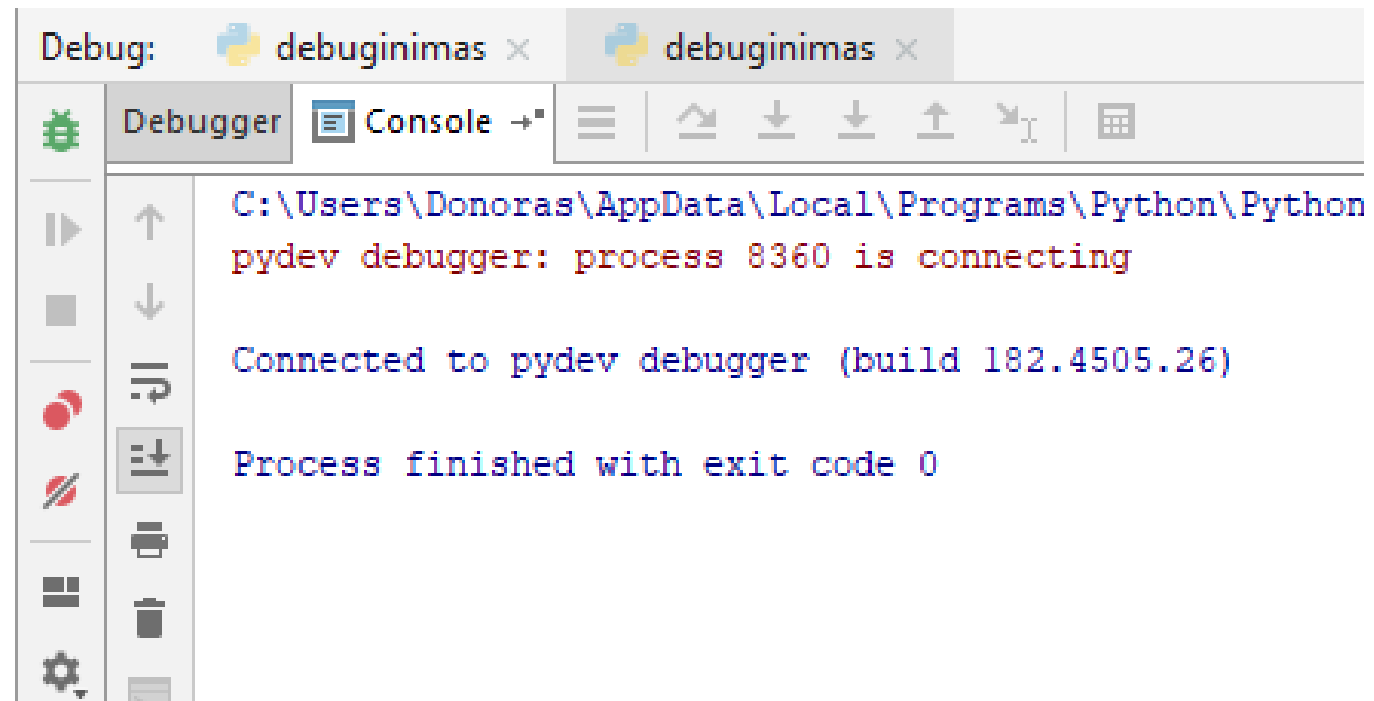 Debug: debuginimas debuginimas
Debugger Console
C:\Users\Donoras\AppData\Local\Programs\Python\Python
pydev debugger: process 8360 is connecting
Connected to pydev debugger (build 182.4505.26)
Process finished with exit code 0